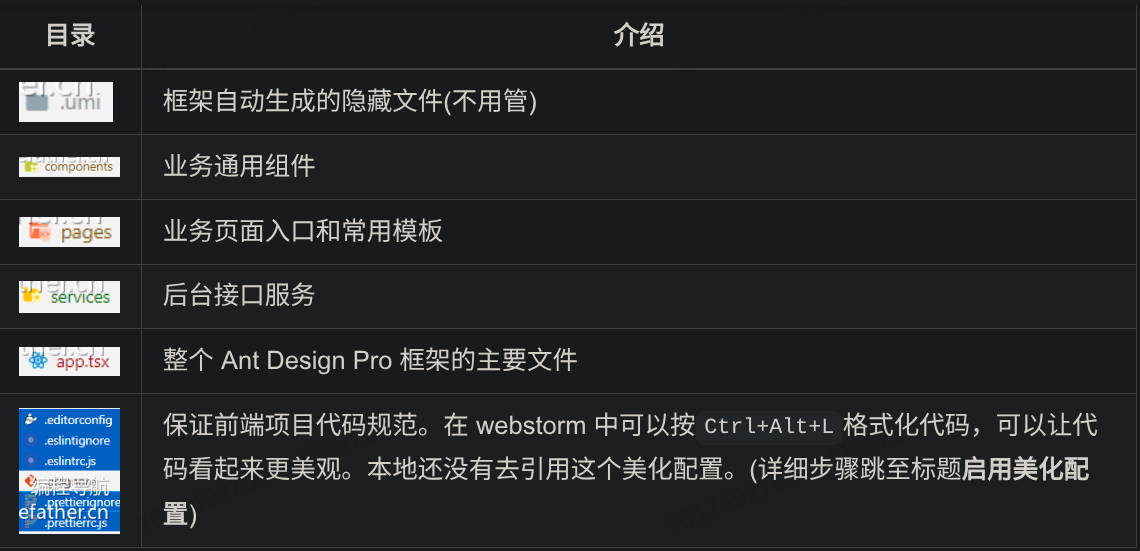 目录 介绍
.umi 框架自动生成的隐藏文件(不用管)
components 业务通用组件
pages 业务页面入口和常用模板
services 后台接口服务
app.tsx 整个 Ant Design Pro 框架的主要文件
.editorconfig
.eslintignore
.eslintrc.js
编程导航
.prettierignore
efather.cn
.prettierrc.js
保证前端项目代码规范。在 webstorm 中可以按 Ctrl+Alt+L 格式化代码，可以让代
码看起来更美观。本地还没有去引用这个美化配置。(详细步骤跳至标题启用美化配
置)